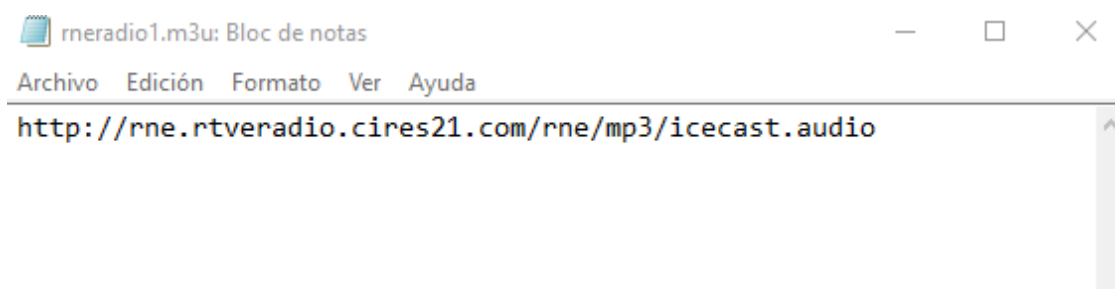 rneradio1.m3u: Bloc de notas
Archivo Edición Formato Ver Ayuda
http://rne.rtveradio.cires21.com/rne/mp3/icecast.audio